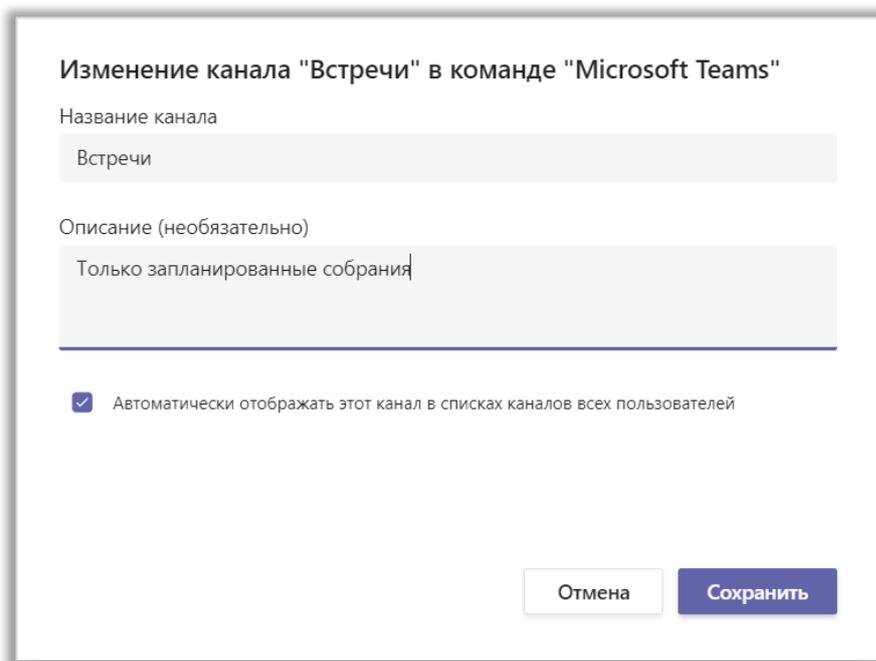 Изменение канала "Встречи" в команде "Microsoft Teams"
Название канала
Встречи
Описание (необязательно)
Только запланированные собрания
Автоматически отображать этот канал в списках каналов всех пользователей
Отмена
Сохранить